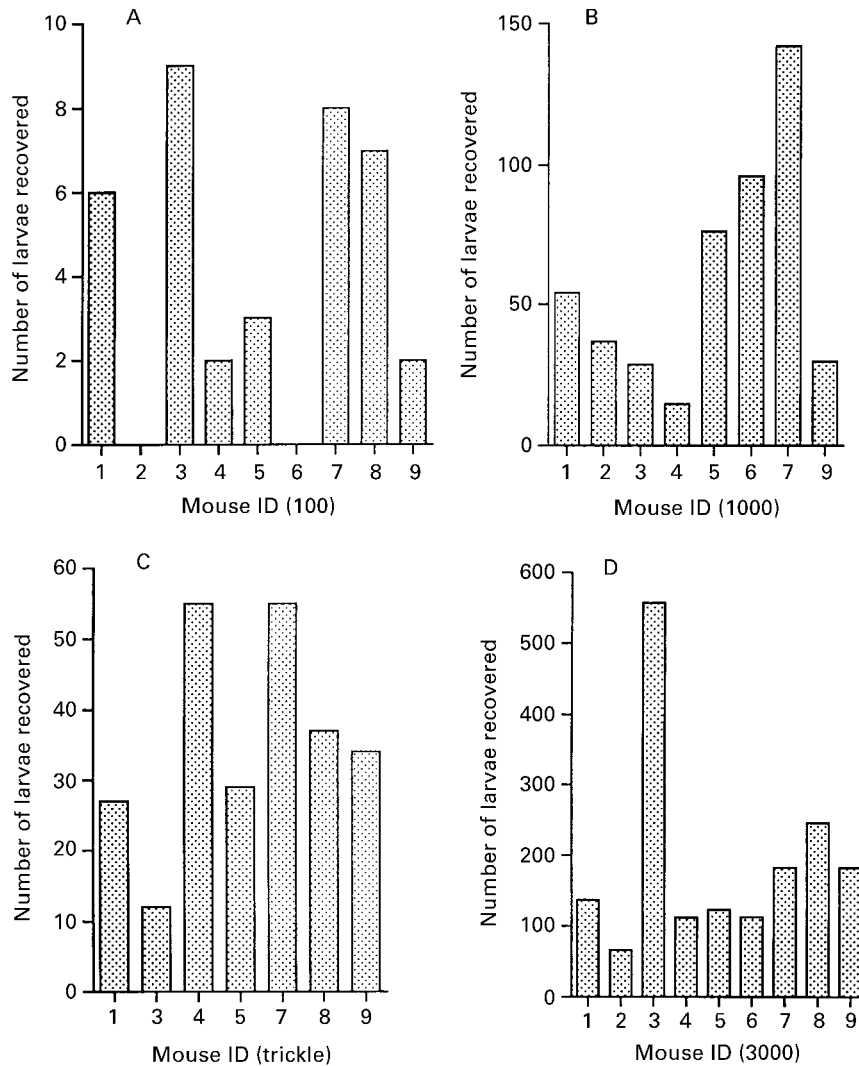 A
Number of larvae recovered
10
8
6
4
2
0
1 2 3 4 5 6 7 8 9
Mouse ID (100)
B
Number of larvae recovered
150
100
50
0
1 2 3 4 5 6 7 9
Mouse ID (1000)
C
Number of larvae recovered
60
50
40
30
20
10
0
1 3 4 5 7 8 9
Mouse ID (trickle)
D
Number of larvae recovered
600
500
400
300
200
100
0
1 2 3 4 5 6 7 8 9
Mouse ID (3000)